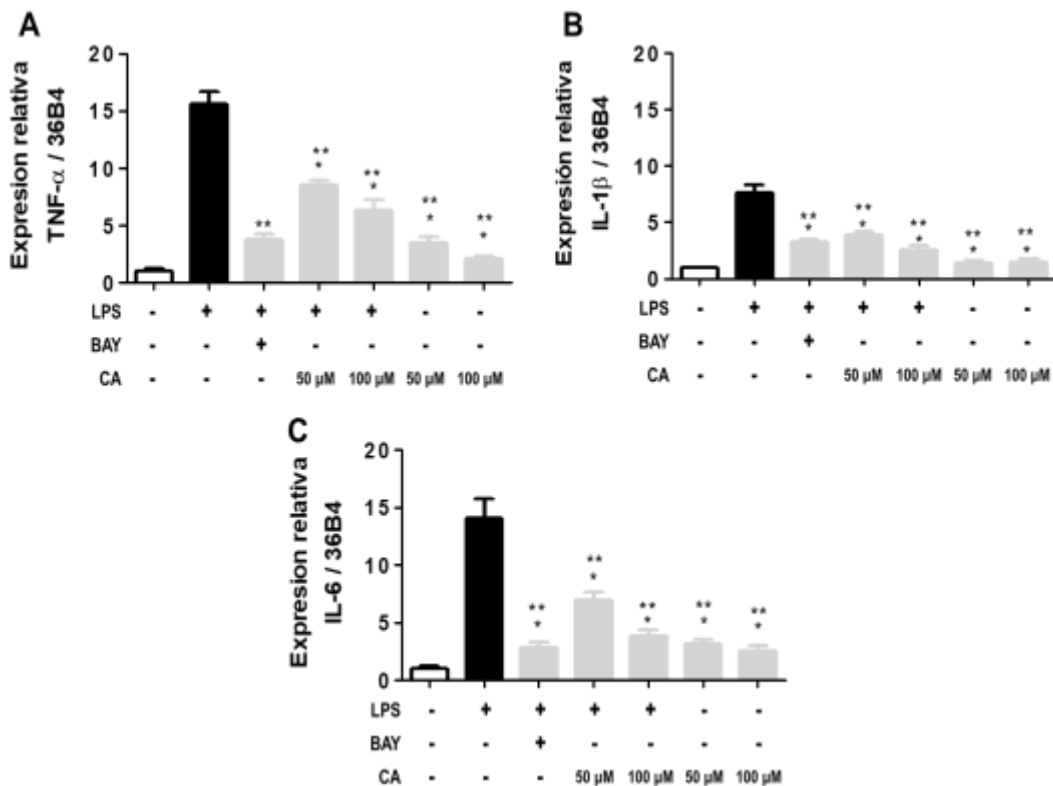 A
Expresion relativa
TNF-α / 36B4
20
15
10
5
0
**
**
*
**
*
**
*
**
*
LPS - + + + + - -
BAY - - + - - - -
CA - - - 50 µM 100 µM 50 µM 100 µM
B
Expresión relativa
IL-1β / 36B4
20
15
10
5
0
**
*
**
*
**
*
**
*
**
*
LPS - + + + + - -
BAY - - + - - - -
CA - - - 50 µM 100 µM 50 µM 100 µM
C
Expresion relativa
IL-6 / 36B4
20
15
10
5
0
**
*
**
*
**
*
**
*
**
*
LPS - + + + + - -
BAY - - + - - - -
CA - - - 50 µM 100 µM 50 µM 100 µM